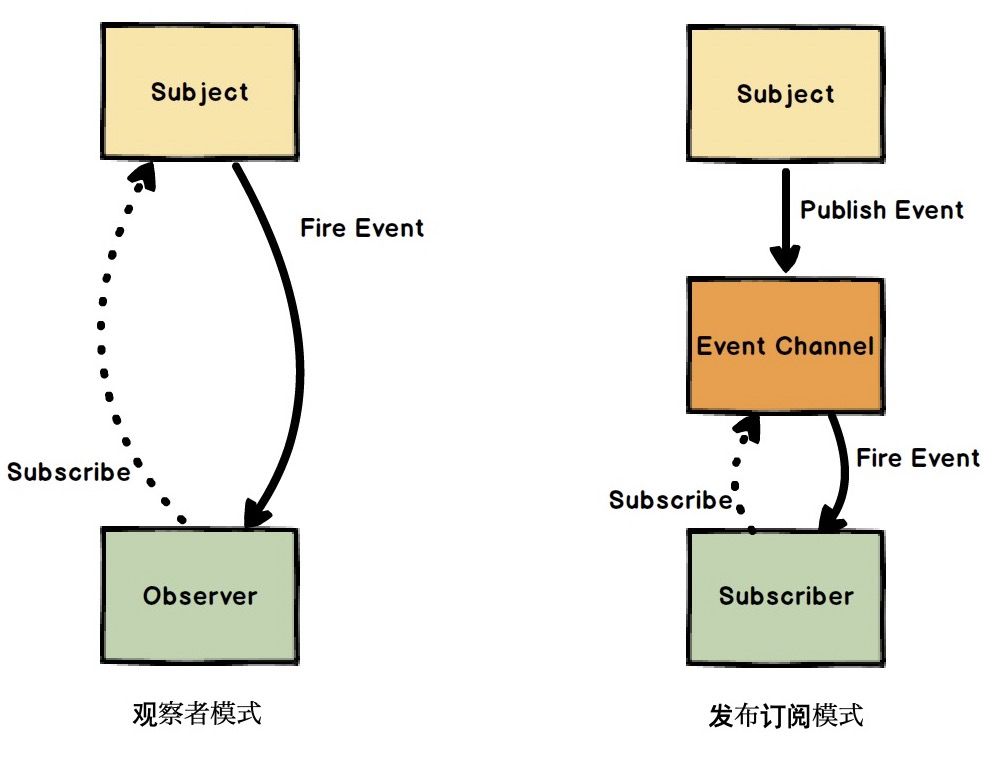 Subject
Fire Event
Subscribe
Observer
观察者模式
Subject
Publish Event
Event Channel
Fire Event
Subscribe
Subscriber
发布订阅模式